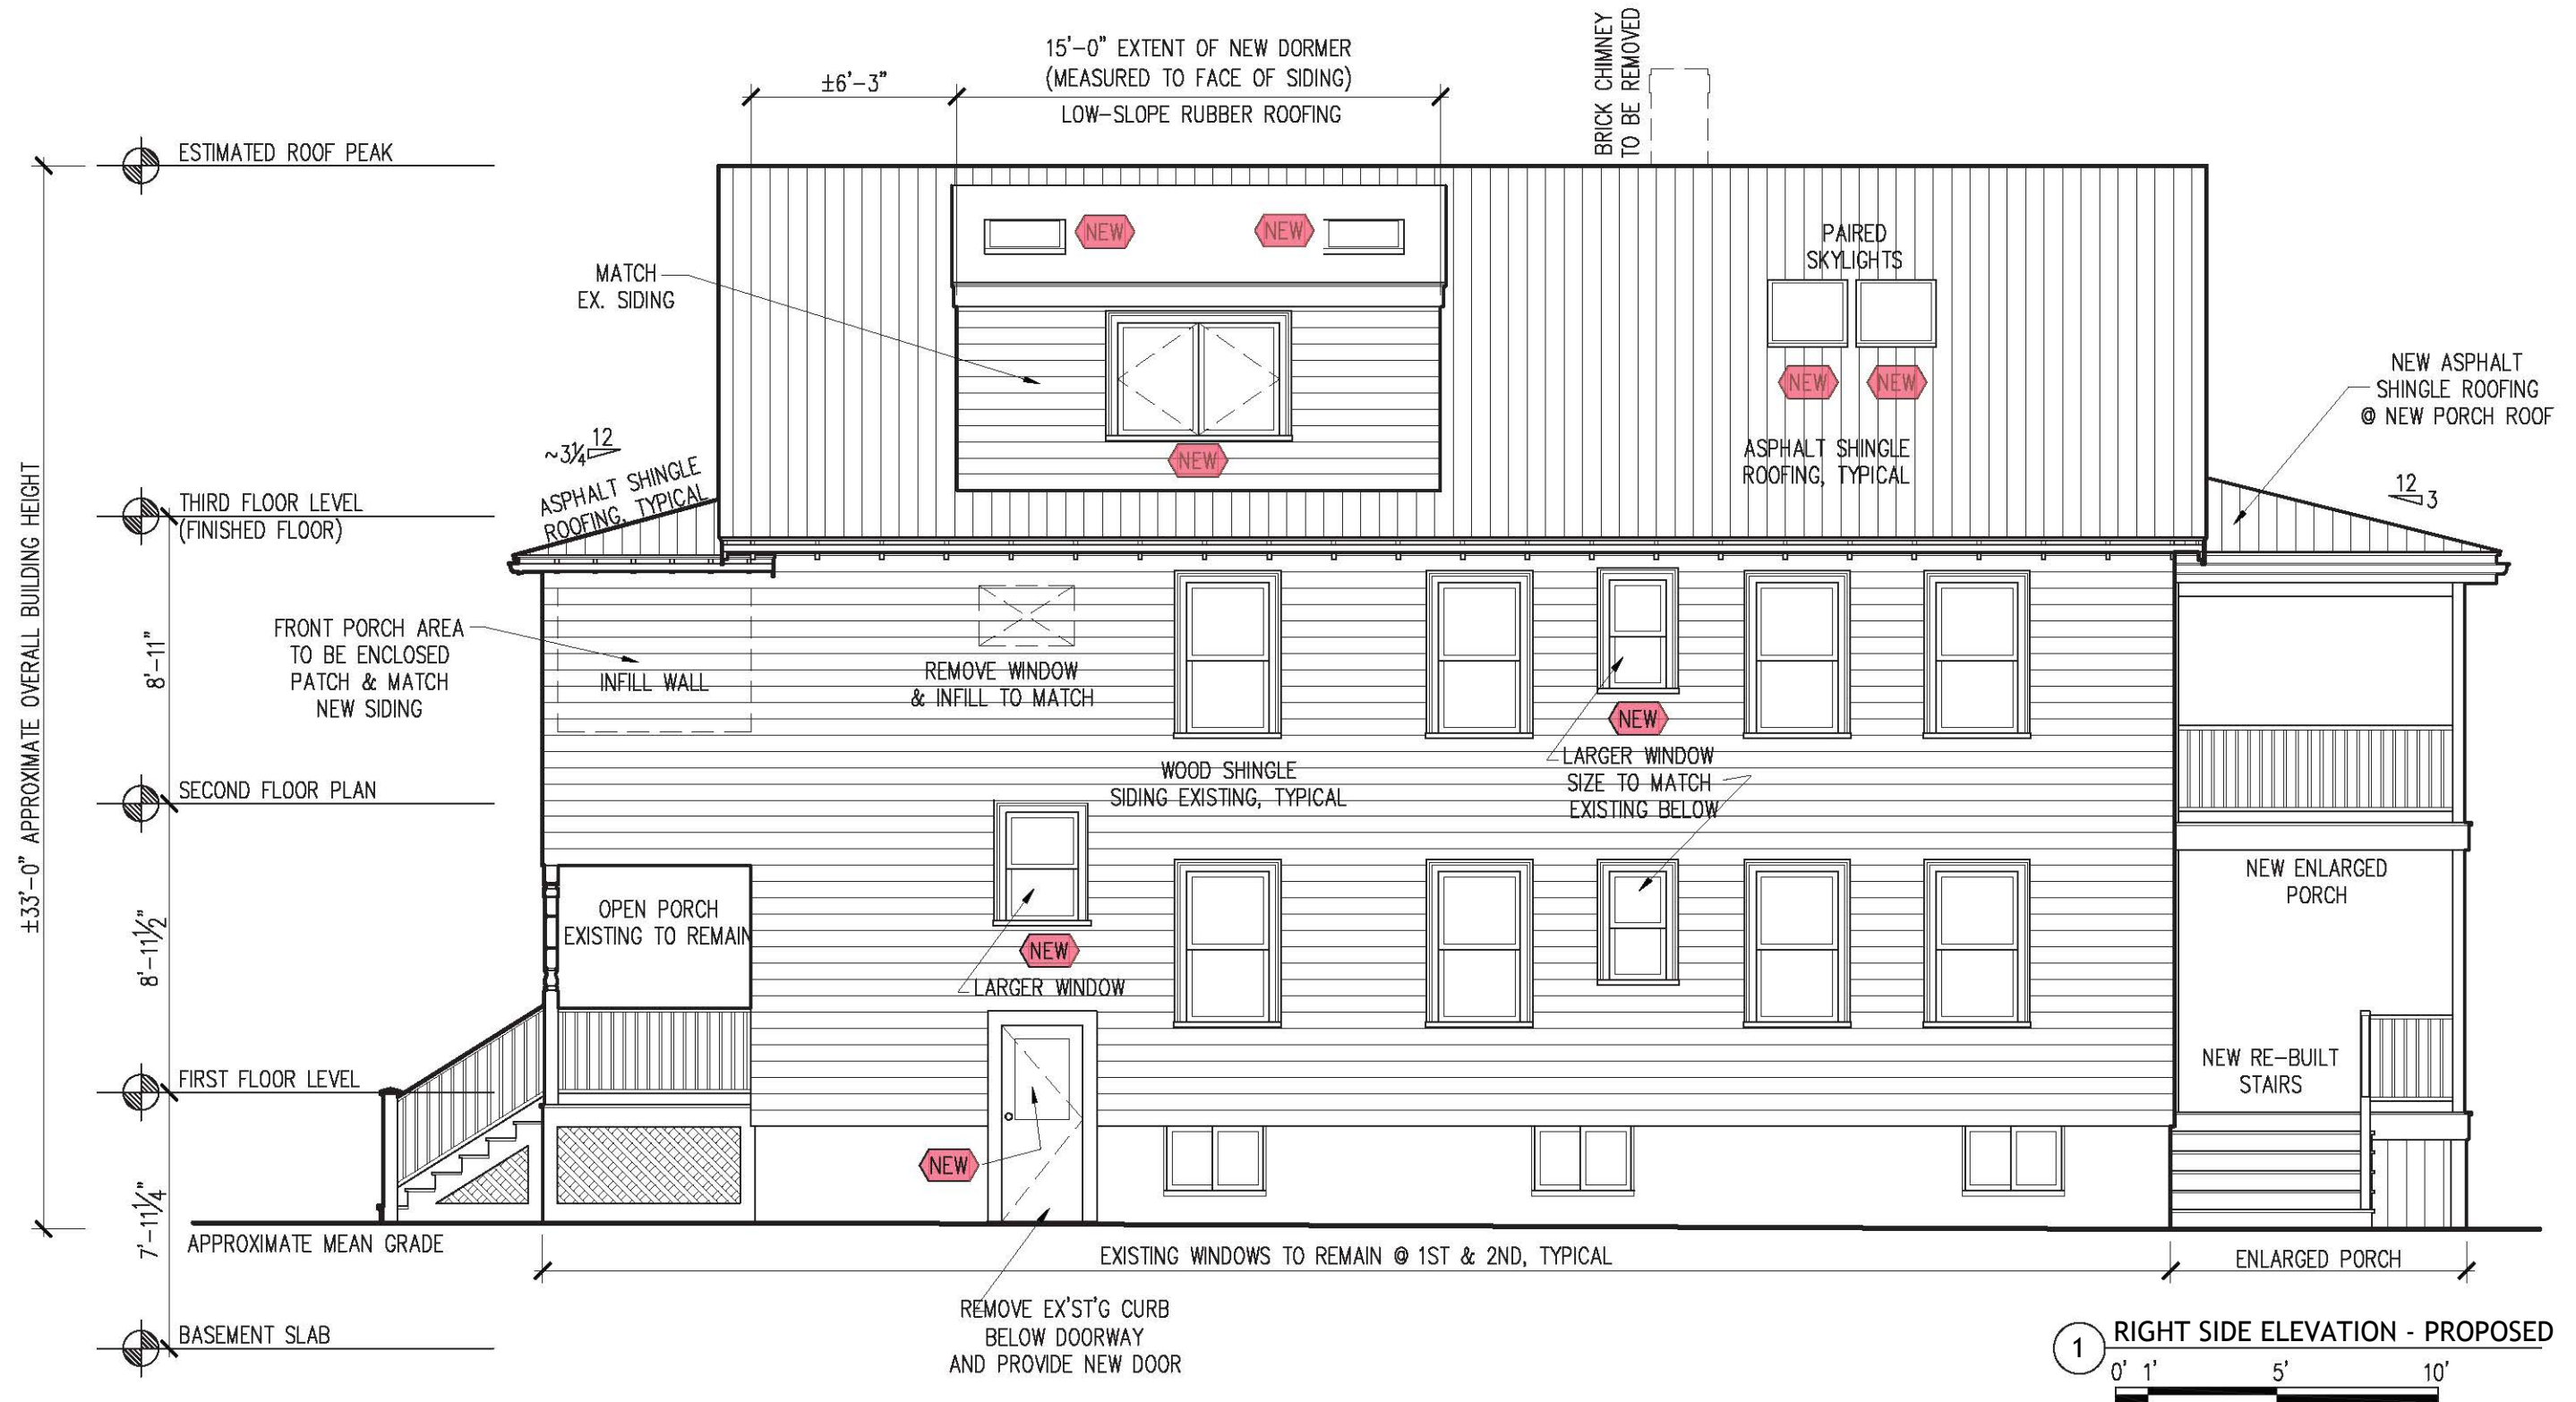 15'-0" EXTENT OF NEW DORMER
(MEASURED TO FACE OF SIDING)
LOW-SLOPE RUBBER ROOFING
±6'-3"
BRICK CHIMNEY
TO BE REMOVED
ESTIMATED ROOF PEAK
NEW
NEW
PAIRED
SKYLIGHTS
MATCH
EX. SIDING
NEW
NEW
NEW ASPHALT
SHINGLE ROOFING
@ NEW PORCH ROOF
~3¼
12
NEW
ASPHALT SHINGLE
ROOFING, TYPICAL
ASPHALT SHINGLE
ROOFING, TYPICAL
12
3
±33'-0" APPROXIMATE OVERALL BUILDING HEIGHT
THIRD FLOOR LEVEL
(FINISHED FLOOR)
8'-11"
FRONT PORCH AREA
TO BE ENCLOSED
PATCH & MATCH
NEW SIDING
INFILL WALL
REMOVE WINDOW
& INFILL TO MATCH
NEW
LARGER WINDOW
SIZE TO MATCH
EXISTING BELOW
WOOD SHINGLE
SIDING EXISTING, TYPICAL
SECOND FLOOR PLAN
8'-11½"
OPEN PORCH
EXISTING TO REMAIN
NEW
LARGER WINDOW
NEW ENLARGED
PORCH
FIRST FLOOR LEVEL
NEW RE-BUILT
STAIRS
NEW
7'-11¼"
APPROXIMATE MEAN GRADE
EXISTING WINDOWS TO REMAIN @ 1ST & 2ND, TYPICAL
ENLARGED PORCH
REMOVE EX'ST'G CURB
BELOW DOORWAY
AND PROVIDE NEW DOOR
BASEMENT SLAB
1
RIGHT SIDE ELEVATION - PROPOSED
0' 1' 5' 10'